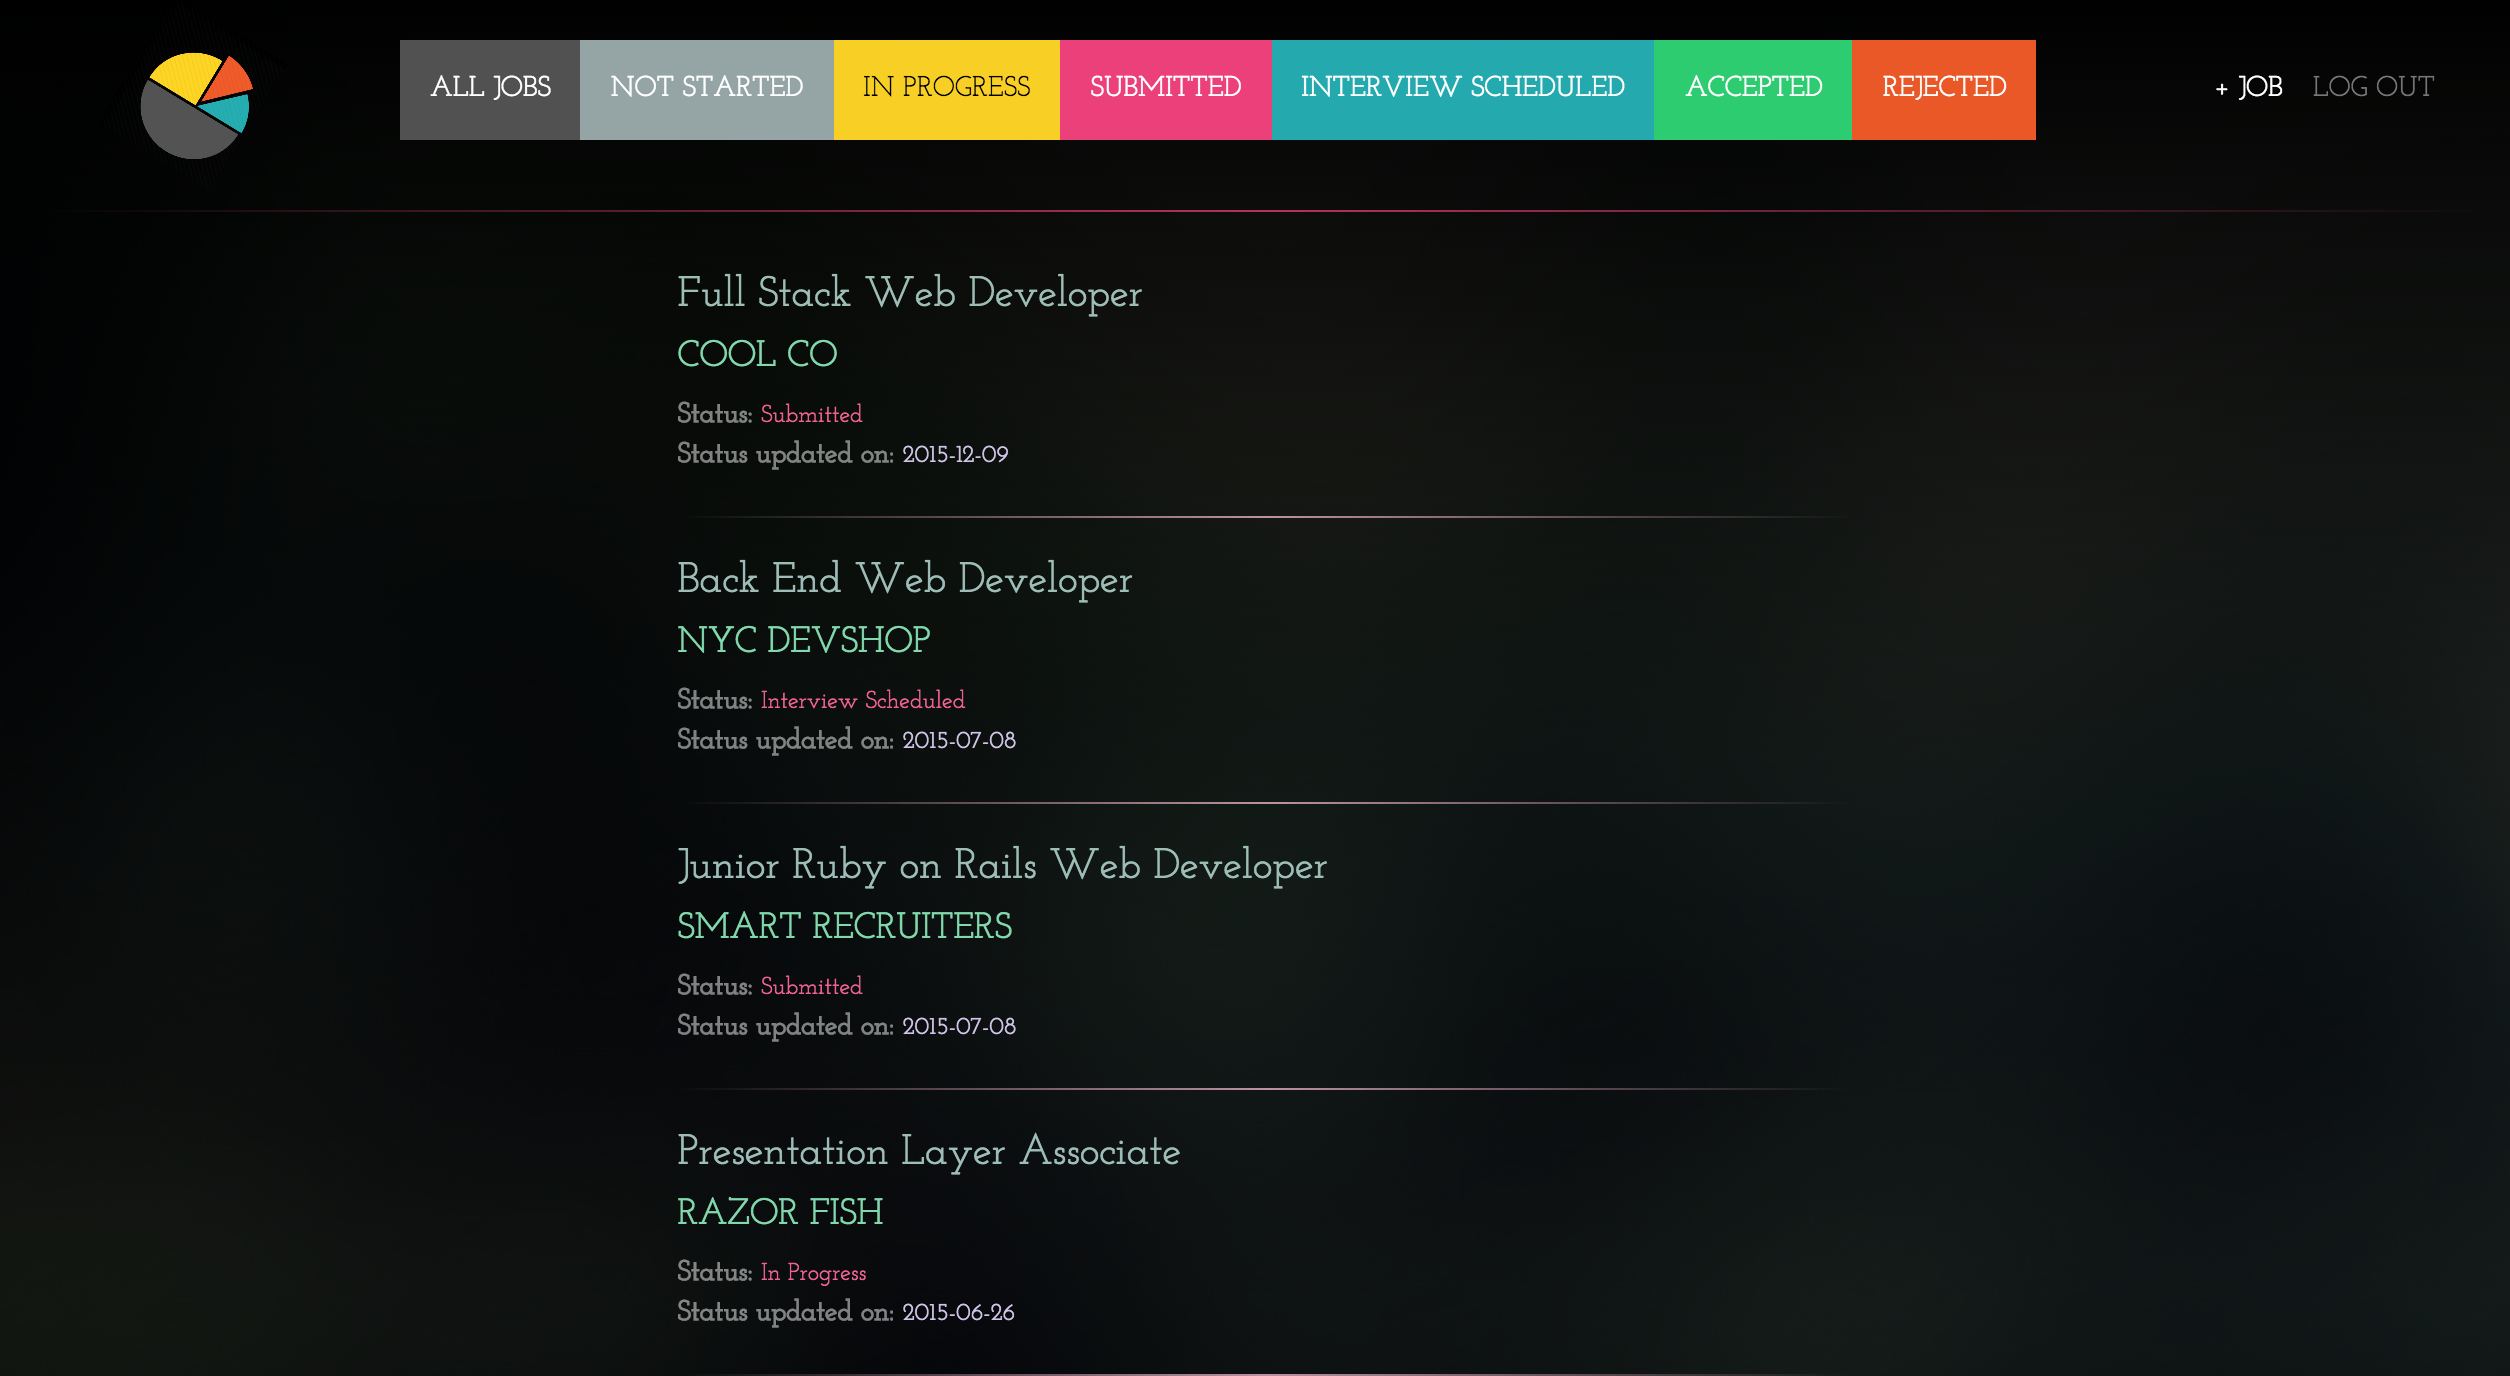 ALL JOBS NOT STARTED IN PROGRESS SUBMITTED INTERVIEW SCHEDULED ACCEPTED REJECTED + JOB LOG OUT
Full Stack Web Developer
COOL CO
Status: Submitted
Status updated on: 2015-12-09
Back End Web Developer
NYC DEVSHOP
Status: Interview Scheduled
Status updated on: 2015-07-08
Junior Ruby on Rails Web Developer
SMART RECRUITERS
Status: Submitted
Status updated on: 2015-07-08
Presentation Layer Associate
RAZOR FISH
Status: In Progress
Status updated on: 2015-06-26